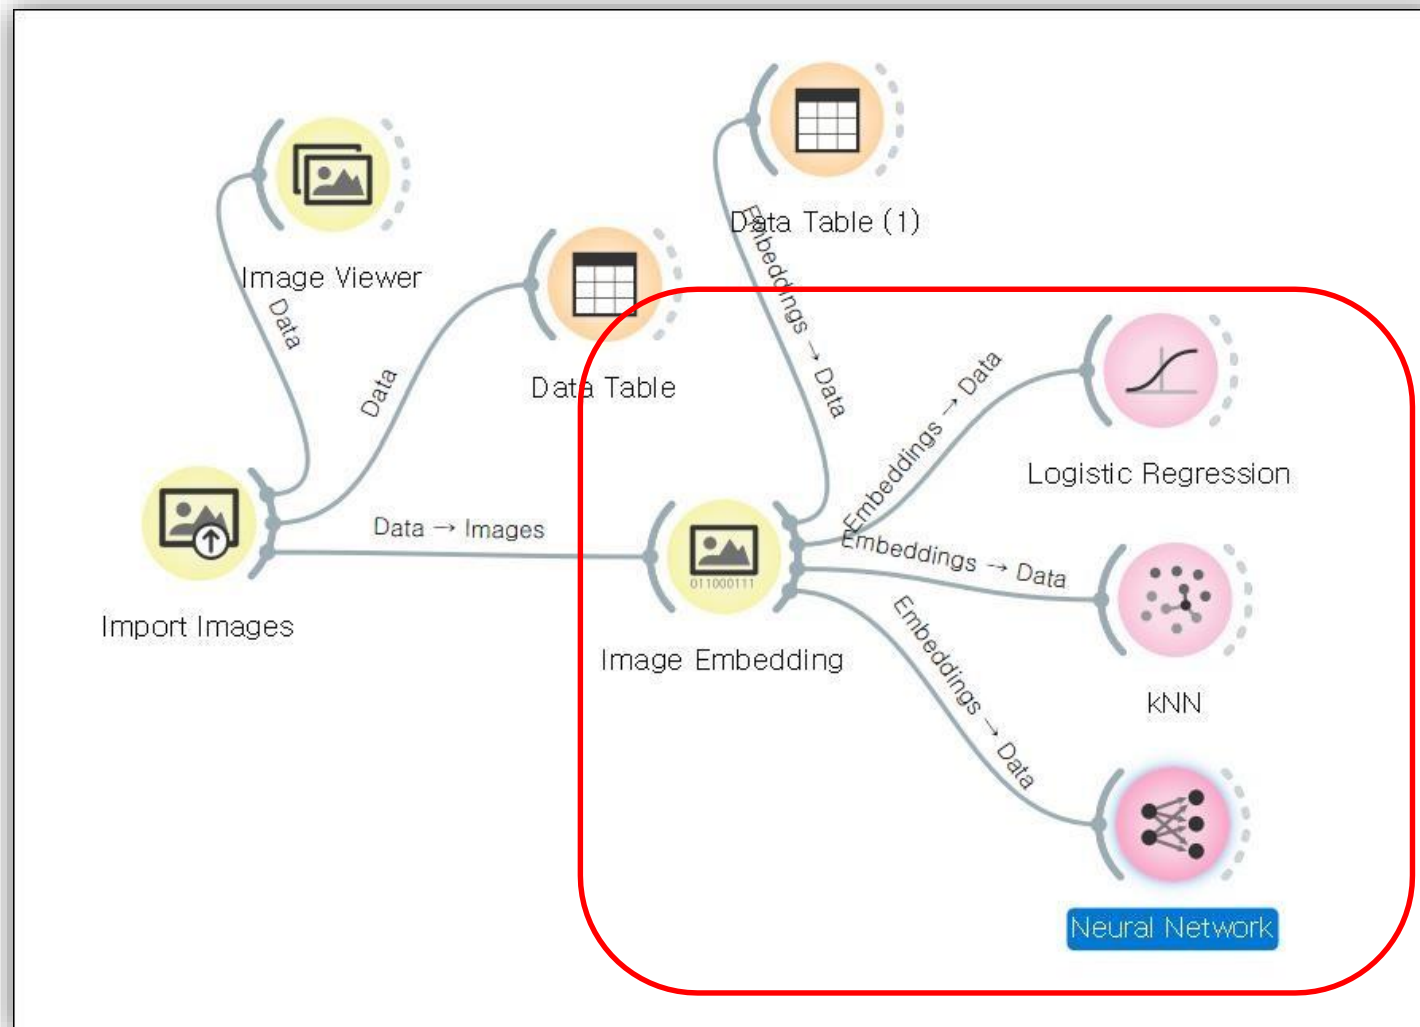 Data Table (1)
Image Viewer
Data
Data Table
Data
Embeddings → Data
Embeddings → Data
Logistic Regression
Data → Images
Embeddings → Data
011000111
Import Images
Image Embedding
Embeddings → Data
kNN
Neural Network